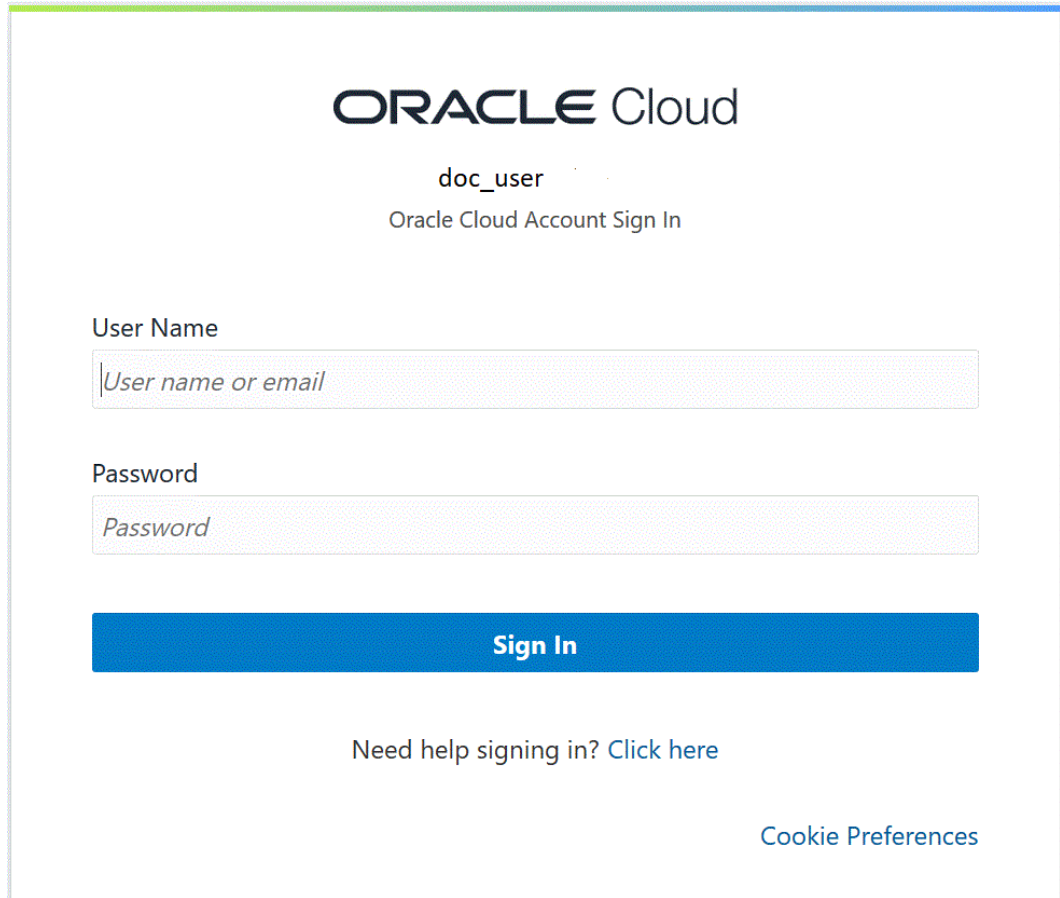 ORACLE Cloud
doc_user
Oracle Cloud Account Sign In
User Name
User name or email
Password
Password
Sign In
Need help signing in? Click here
Cookie Preferences